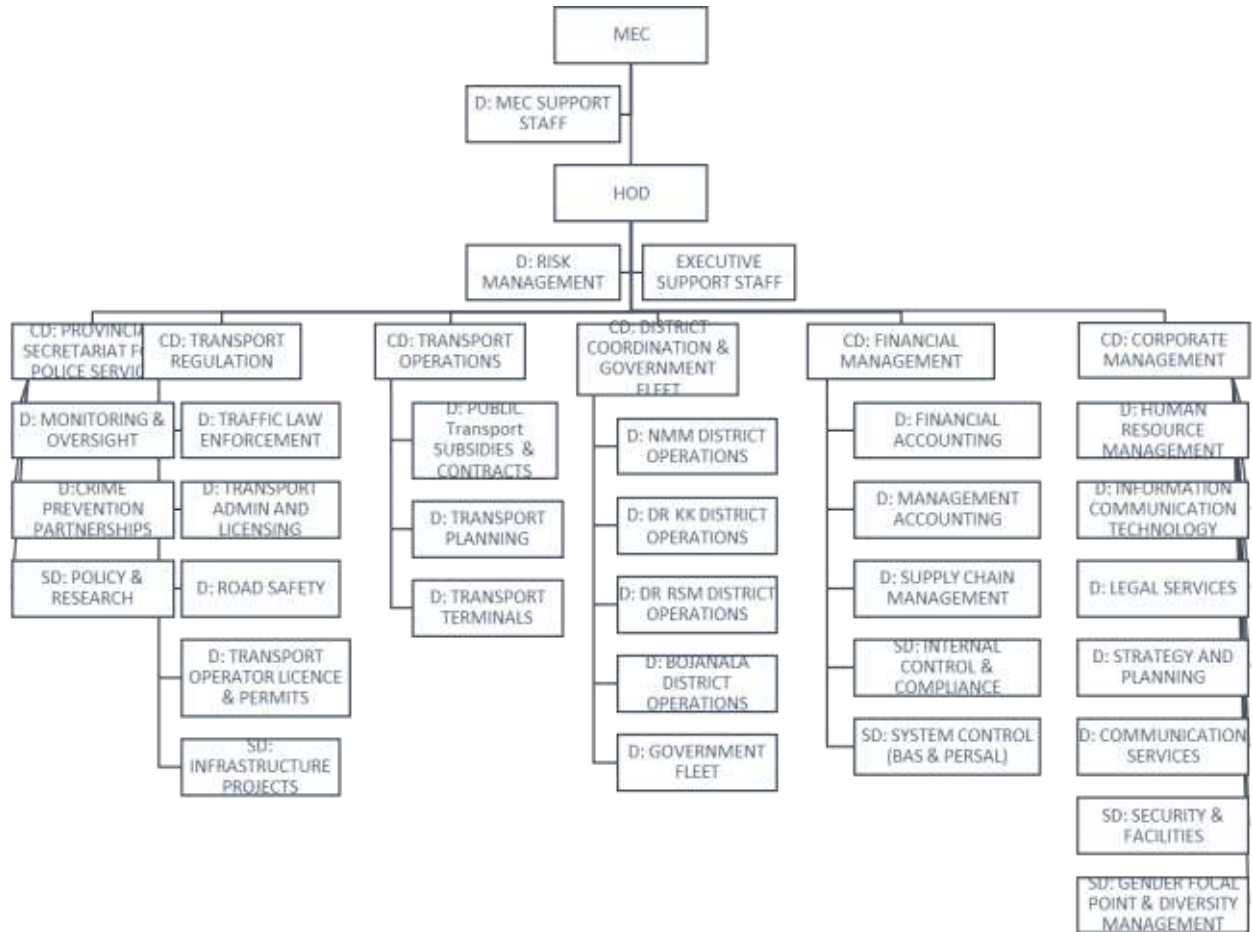 MEC
D: MEC SUPPORT
STAFF
HOD
D: RISK
MANAGEMENT
EXECUTIVE
SUPPORT STAFF
CD: PROVINCIA
SECRETARIAT FO
POLICE SERVIC
D: MONITORING &
OVERSIGHT
D:CRIME
PREVENTION
PARTNERSHIPS
SD: POLICY &
RESEARCH
CD: TRANSPORT
REGULATION
D: TRAFFIC LAW
ENFORCEMENT
D: TRANSPORT
ADMIN AND
LICENSING
D: ROAD SAFETY
D: TRANSPORT
OPERATOR LICENCE
& PERMITS
SD:
INFRASTRUCTURE
PROJECTS
CD: TRANSPORT
OPERATIONS
D: PUBLIC
Transport
SUBSIDIES & 
CONTRACTS
D: TRANSPORT
PLANNING
D: TRANSPORT
TERMINALS
CD: DISTRICT
COORDINATION &
GOVERNMENT
FLEET
D: NMM DISTRICT
OPERATIONS
D: DR KK DISTRICT
OPERATIONS
D: DR RSM DISTRICT
OPERATIONS
D: BOJANALA
DISTRICT
OPERATIONS
D: GOVERNMENT
FLEET
CD: FINANCIAL
MANAGEMENT
D: FINANCIAL
ACCOUNTING
D: MANAGEMENT
ACCOUNTING
D: SUPPLY CHAIN
MANAGEMENT
SD: INTERNAL
CONTROL &
COMPLIANCE
SD: SYSTEM CONTROL
(BAS & PERSAL)
CD: CORPORATE
MANAGEMENT
D: HUMAN
RESOURCE
MANAGEMENT
D: INFORMATION
COMMUNICATION
TECHNOLOGY
D: LEGAL SERVICES
D: STRATEGY AND
PLANNING
D: COMMUNICATION
SERVICES
SD: SECURITY &
FACILITIES
SD: GENDER FOCAL
POINT & DIVERSITY
MANAGEMENT